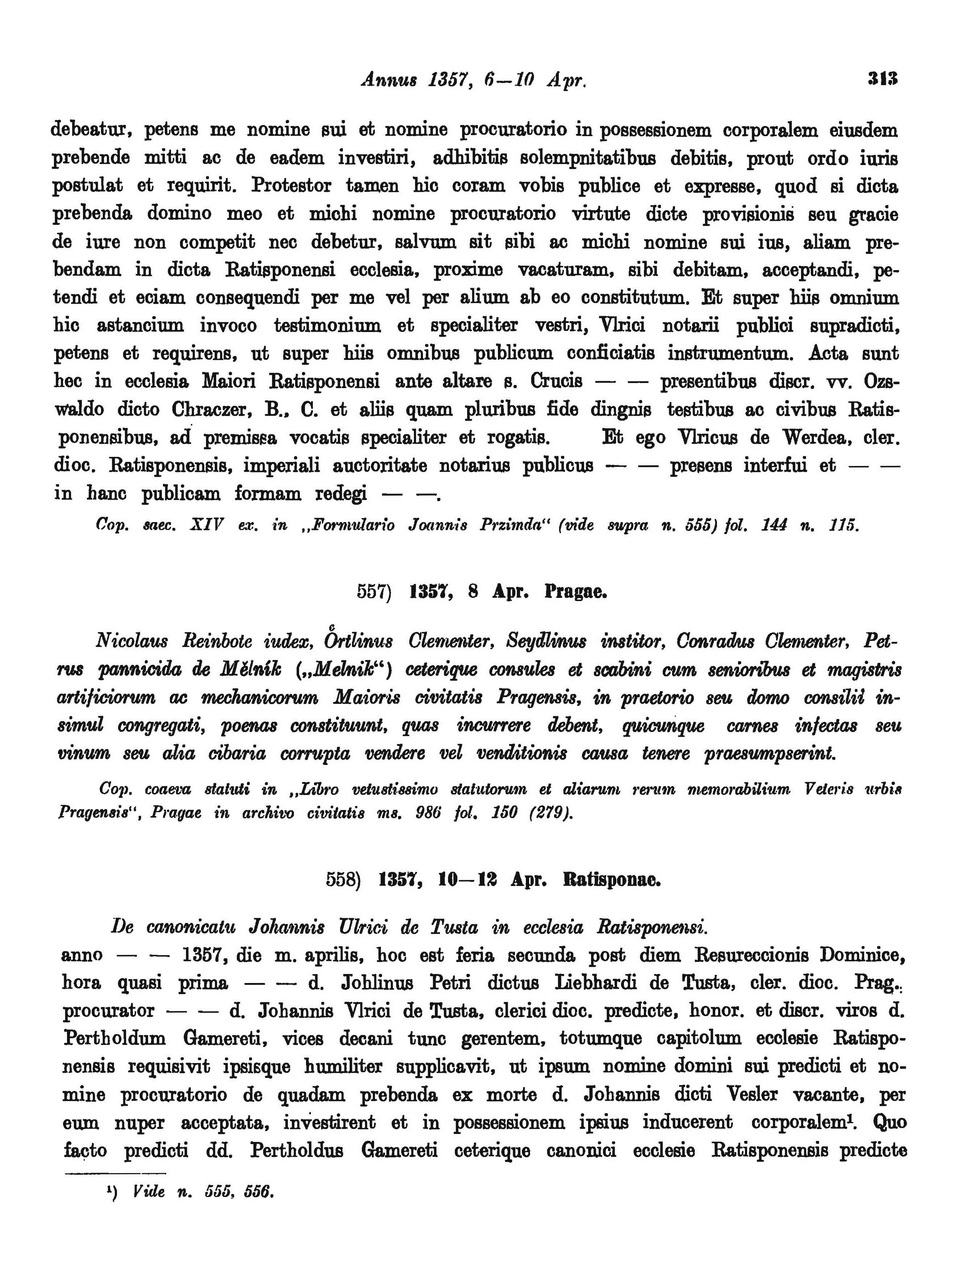 Annus 1357, 6—10 Apr. 313
debeatur, petens me nomine sui et nomine procuratorio in possessionem corporalem eiusdem
prebende mitti ac de eadem investiri, adhibitis solempnitatibus debitis, prout ordo iuris
postulat et requirit. Protestor tamen hic coram vobis publice et expresse, quod si dicta
prebenda domino meo et michi nomine procuratorio virtute dicte provisionis seu gracie
de iure non competit nec debetur, salvum sit sibi ac michi nomine sui ius, aliam pre-
bendam in dicta Ratisponensi ecclesia, proxime vacaturam, sibi debitam, acceptandi, pe-
tendi et eciam consequendi per me vel per alium ab eo constitutum. Et super hiis omnium
hic astancium invoco testimonium et specialiter vestri, Vlrici notarii publici supradicti,
petens et requirens, ut super hiis omnibus publicum conficiatis instrumentum. Acta sunt
hec in ecclesia Maiori Ratisponensi ante altare s. Crucis — — presentibus discr. vv. Ozs-
waldo dicto Chraczer, B., C. et aliis quam pluribus fide dingnis testibus ac civibus Ratis-
ponensibus, ad premissa vocatis specialiter et rogatis. Et ego Vlricus de Werdea, cler.
dioc. Ratisponensis, imperiali auctoritate notarius publicus — — presens interfui et — —
in hanc publicam formam redegi — —.
Cop. saec. XIV ex. in „Formulario Joannis Przimda“ (vide supra n. 555) fol. 144 n. 115.
557) 1357, 8 Apr. Pragae.
Nicolaus Reinbote iudex, O̊rtlinus Clementer, Seydlinus institor, Conradus Clementer, Pet-
rus pannicida de Mělník („Melnik“) ceterique consules et scabini cum senioribus et magistris
artificiorum ac mechanicorum Maioris civitatis Pragensis, in praetorio seu domo consilii in-
simul congregati, poenas constituunt, quas incurrere debent, quicunque carnes infectas seu
vinum seu alia cibaria corrupta vendere vel venditionis causa tenere praesumpserint.
Cop. coaeva statuti in „Libro vetustissimo statutorum et aliarum rerum memorabilium Veteris urbis
Pragensis“, Pragae in archivo civitatis ms. 986 fol. 150 (279).
558) 1357, 10—12 Apr. Ratisponae.
De canonicatu Johannis Ulrici de Tusta in ecclesia Ratisponensi.
anno — — 1357, die m. aprilis, hoc est feria secunda post diem Resureccionis Dominice,
hora quasi prima — — d. Johlinus Petri dictus Liebhardi de Tusta, cler. dioc. Prag.,
procurator — — d. Johannis Vlrici de Tusta, clerici dioc. predicte, honor. et discr. viros d.
Pertholdum Gamereti, vices decani tunc gerentem, totumque capitolum ecclesie Ratispo-
nensis requisivit ipsisque humiliter supplicavit, ut ipsum nomine domini sui predicti et no-
mine procuratorio de quadam prebenda ex morte d. Johannis dicti Vesler vacante, per
eum nuper acceptata, investirent et in possessionem ipsius inducerent corporalem¹. Quo
facto predicti dd. Pertholdus Gamereti ceterique canonici ecclesie Ratisponensis predicte
¹) Vide n. 555, 556.